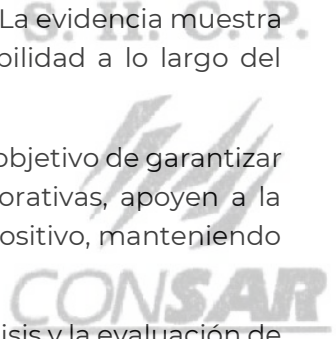 S. H. C. P.
La evidencia muestra
bilidad a lo largo del
objetivo de garantizar
orativas, apoyen a la
ositivo, manteniendo
CONSAR
isis y la evaluación de